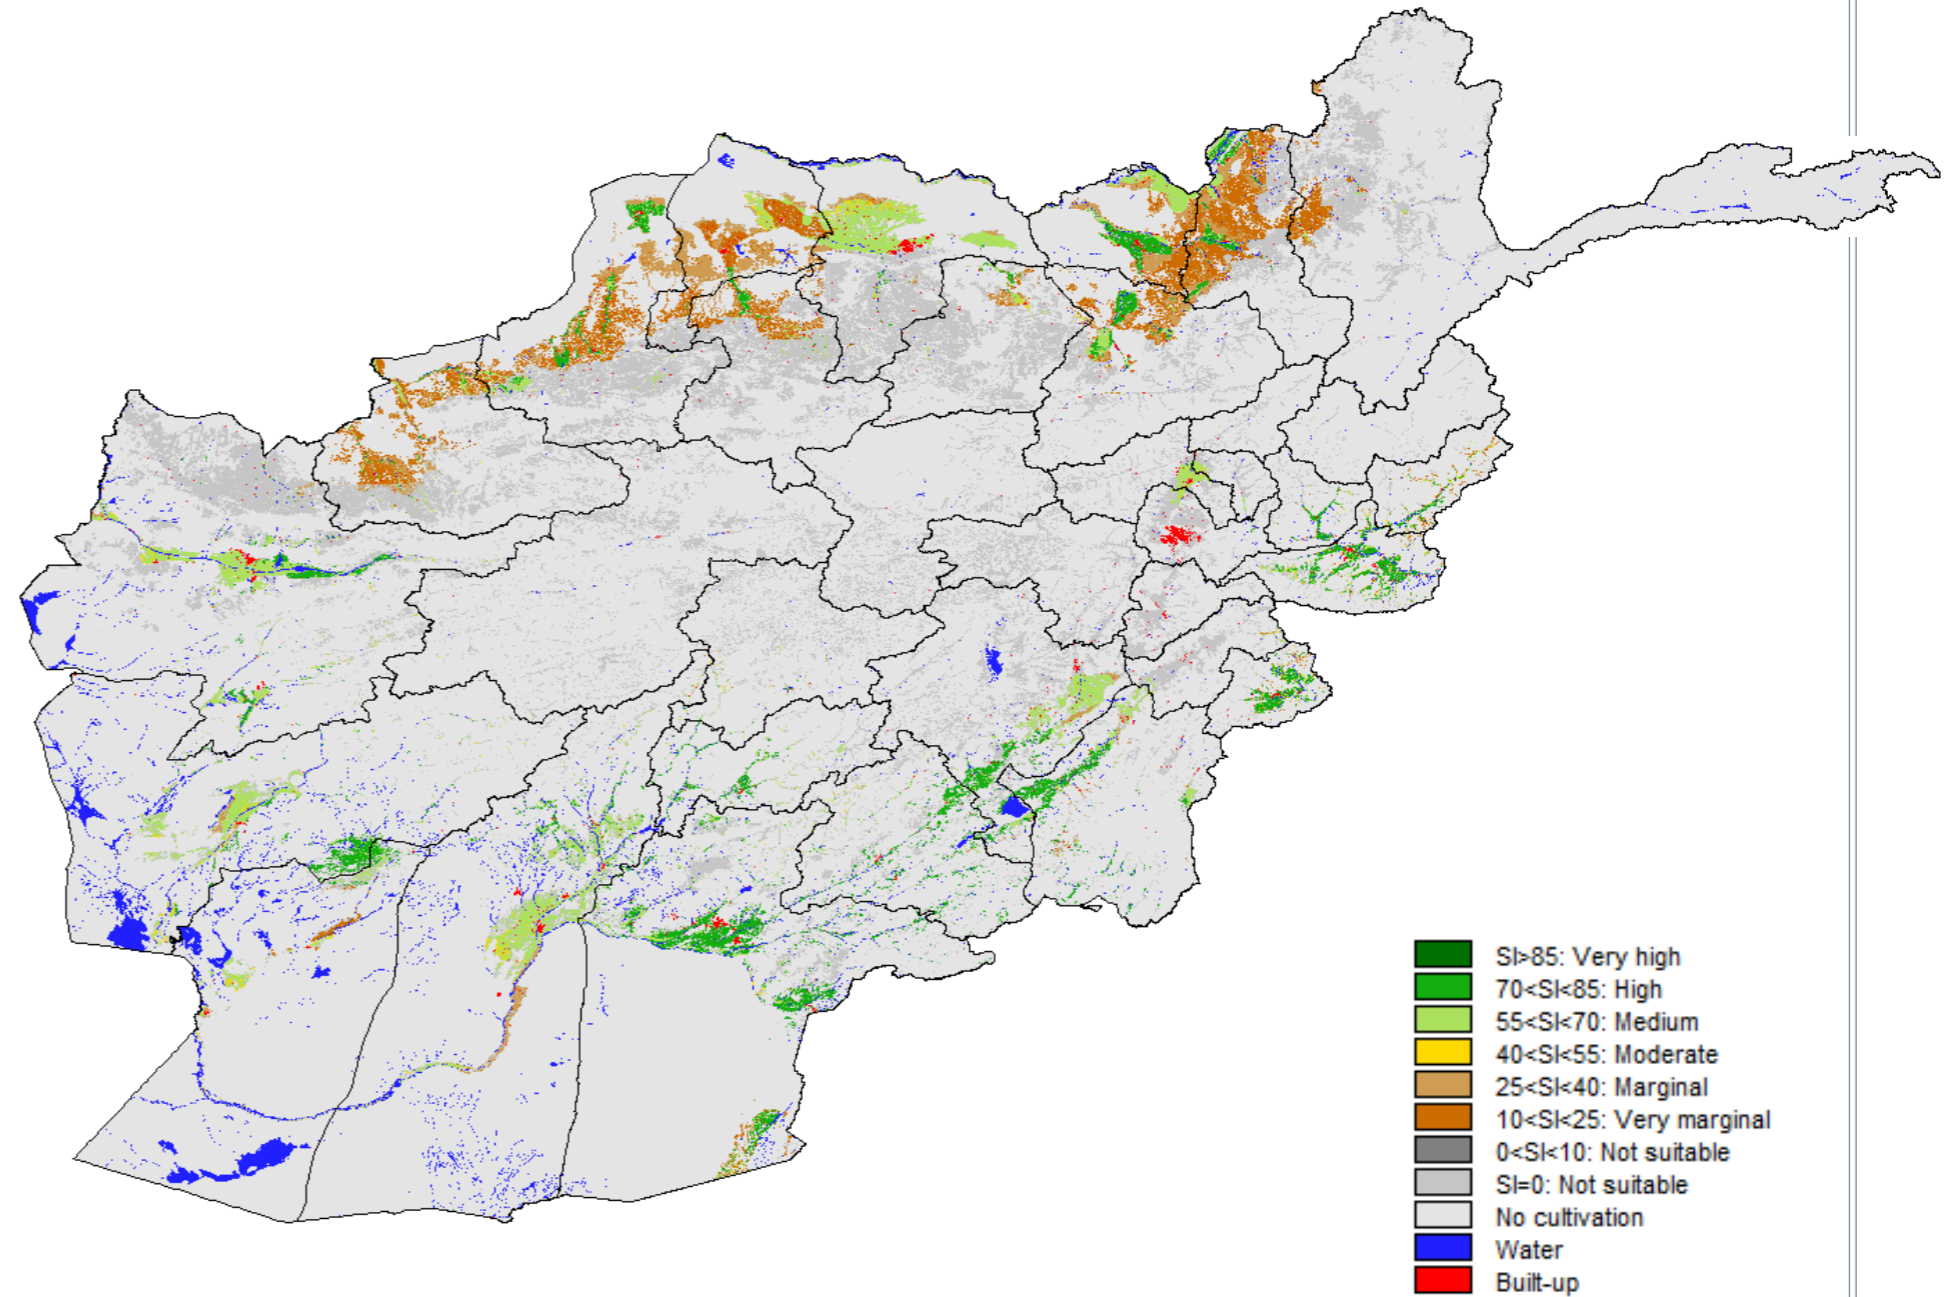 SI>85: Very high
70<SI<85: High
55<SI<70: Medium
40<SI<55: Moderate
25<SI<40: Marginal
10<SI<25: Very marginal
0<SI<10: Not suitable
SI=0: Not suitable
No cultivation
Water
Built-up